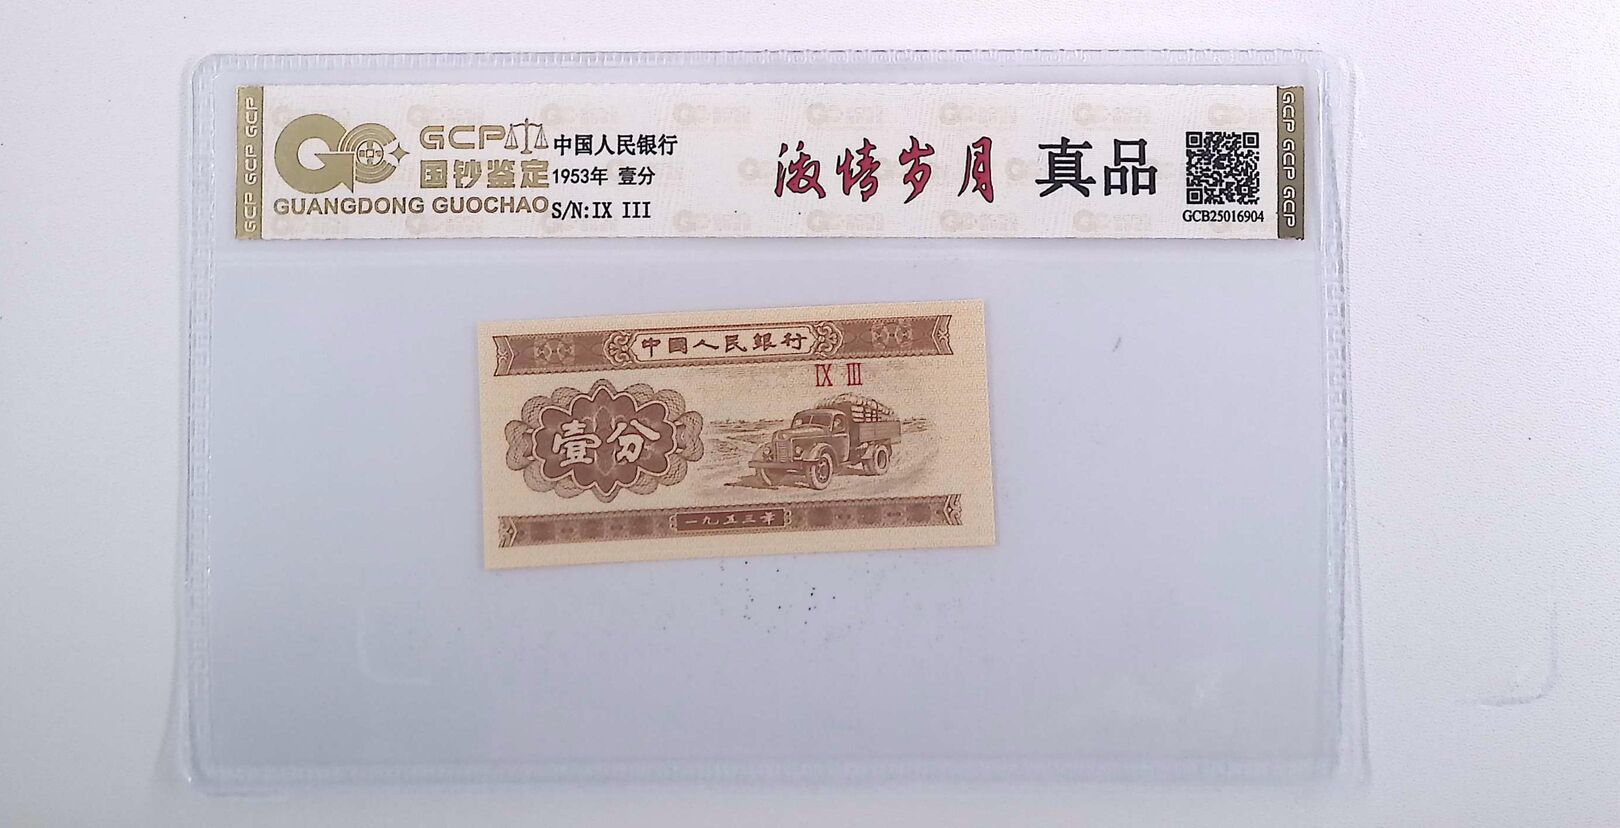 GCP GCP GCP
GCP
国钞鉴定
GUANGDONG GUOCHAO
中国人民银行
1953年 壹分
S/N:IX III
激情岁月 真品
GCB25016904
GCP GCP GCP
中國人民銀行
IX III
壹分
一九五三年